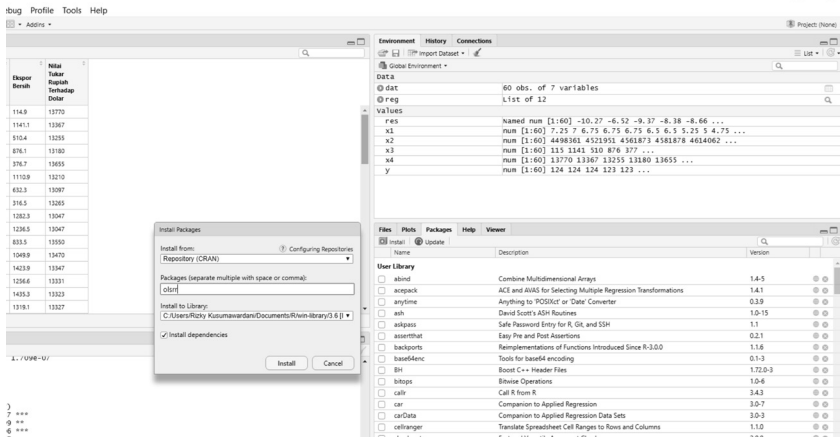 ebug Profile Tools Help
Addins
Project: (None)
Ekspor Bersih
Nilai Tukar Rupiah Terhadap Dolar
114.9 13770
1141.1 13367
510.4 13255
876.1 13180
376.7 13655
1110.9 13210
632.3 13097
316.5 13265
1282.3 13047
1236.5 13047
833.5 13550
1049.9 13470
1423.9 13347
1256.6 13331
1435.3 13323
1319.1 13327
1.709e-07
)
7 ***
9 **
6 ***
Install Packages
Install from: ? Configuring Repositories
Repository (CRAN)
Packages (separate multiple with space or comma):
olsrr
Install to Library:
C:/Users/Rizky Kusumawardani/Documents/R/win-library/3.6 [
Install dependencies
Install Cancel
Environment History Connections
Import Dataset
List
Global Environment
Data
dat 60 obs. of 7 variables
reg List of 12
Values
res Named num [1:60] -10.27 -6.52 -9.37 -8.38 -8.66 ...
x1 num [1:60] 7.25 7 6.75 6.75 6.75 6.5 6.5 5.25 5 4.75 ...
x2 num [1:60] 4498361 4521951 4561873 4581878 4614062 ...
x3 num [1:60] 115 1141 510 876 377 ...
x4 num [1:60] 13770 13367 13255 13180 13655 ...
y num [1:60] 124 124 124 123 123 ...
Files Plots Packages Help Viewer
Install Update
Name Description Version
User Library
abind Combine Multidimensional Arrays 1.4-5
acepack ACE and AVAS for Selecting Multiple Regression Transformations 1.4.1
anytime Anything to 'POSIXct' or 'Date' Converter 0.3.9
ash David Scott's ASH Routines 1.0-15
askpass Safe Password Entry for R, Git, and SSH 1.1
assertthat Easy Pre and Post Assertions 0.2.1
backports Reimplementations of Functions Introduced Since R-3.0.0 1.1.6
base64enc Tools for base64 encoding 0.1-3
BH Boost C++ Header Files 1.72.0-3
bitops Bitwise Operations 1.0-6
callr Call R from R 3.4.3
car Companion to Applied Regression 3.0-7
carData Companion to Applied Regression Data Sets 3.0-3
cellranger Translate Spreadsheet Cell Ranges to Rows and Columns 1.1.0